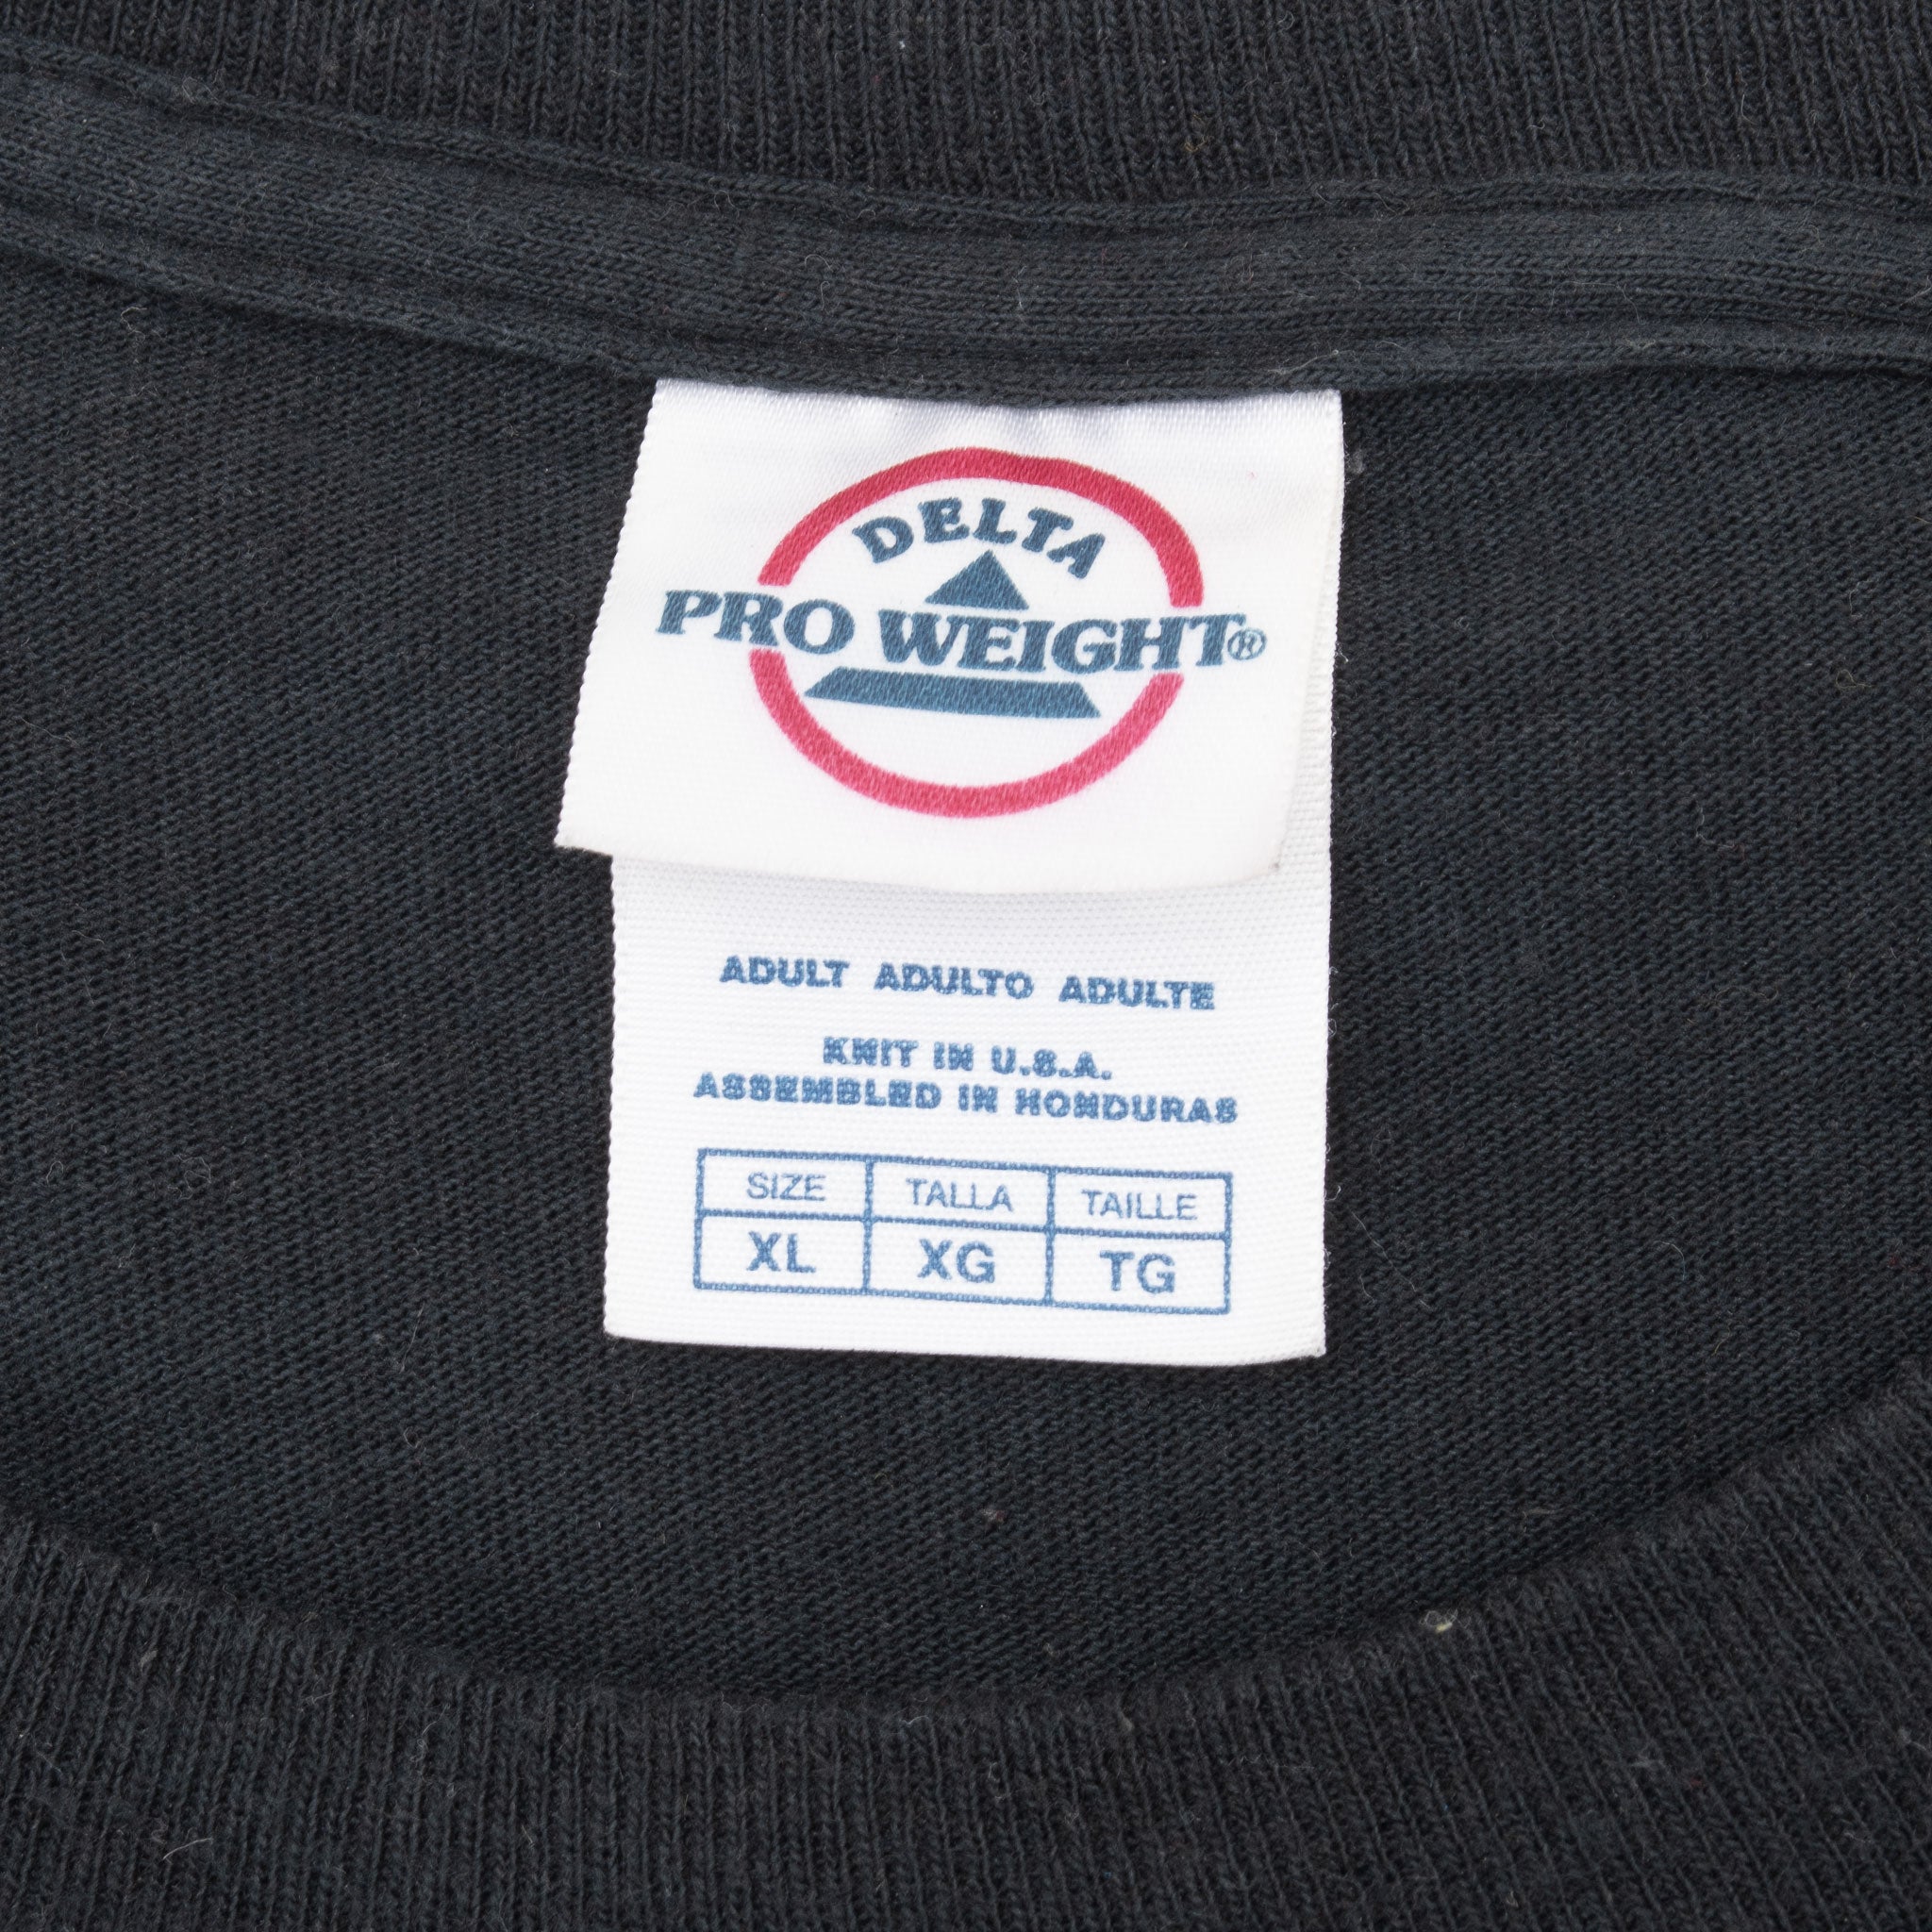 DELTA
PRO WEIGHT®
ADULT ADULTO ADULTE
KNIT IN U.S.A.
ASSEMBLED IN HONDURAS
SIZE TALLA TAILLE
XL XG TG